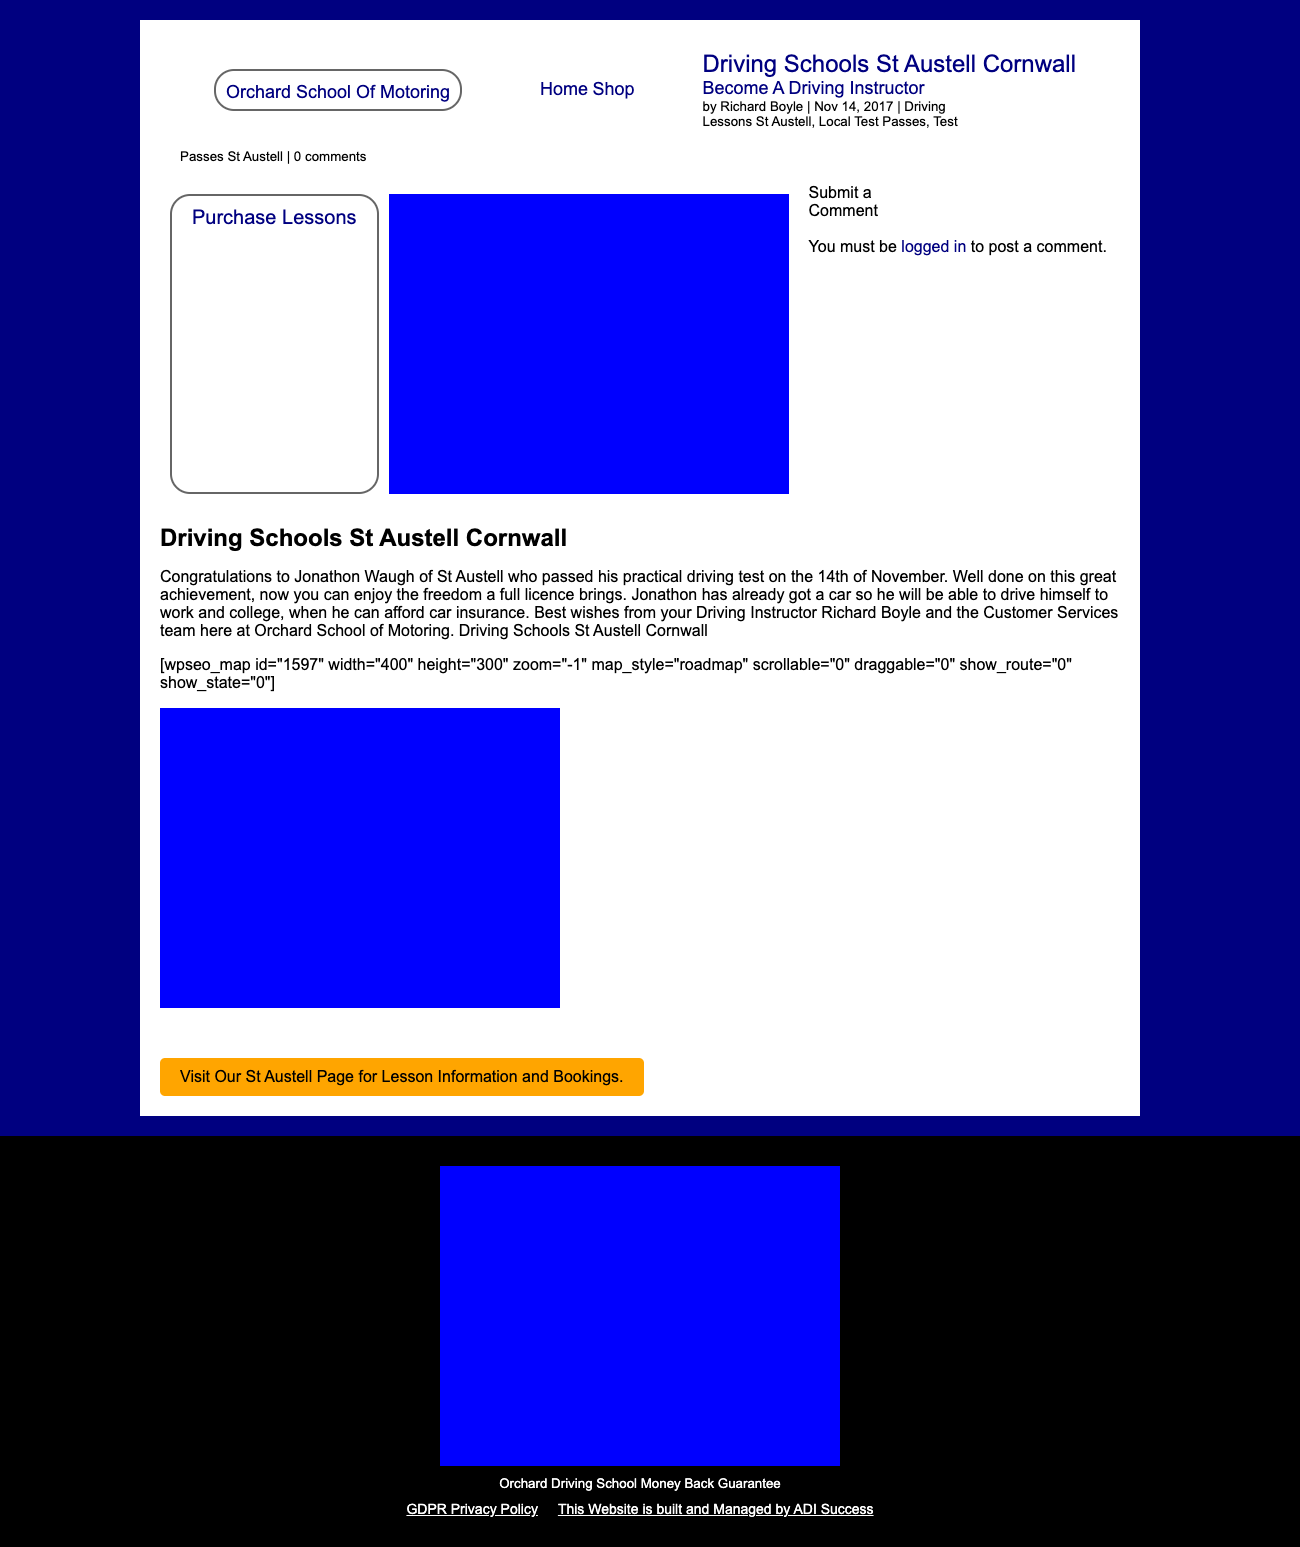 Orchard School Of Motoring
Home Shop
Driving Schools St Austell Cornwall
Become A Driving Instructor
by Richard Boyle | Nov 14, 2017 | Driving
Lessons St Austell, Local Test Passes, Test
Passes St Austell | 0 comments
Purchase Lessons
Submit a
Comment
You must be logged in to post a comment.
Driving Schools St Austell Cornwall
Congratulations to Jonathon Waugh of St Austell who passed his practical driving test on the 14th of November. Well done on this great
achievement, now you can enjoy the freedom a full licence brings. Jonathon has already got a car so he will be able to drive himself to
work and college, when he can afford car insurance. Best wishes from your Driving Instructor Richard Boyle and the Customer Services
team here at Orchard School of Motoring. Driving Schools St Austell Cornwall
[wpseo_map id="1597" width="400" height="300" zoom="-1" map_style="roadmap" scrollable="0" draggable="0" show_route="0"
show_state="0"]
Visit Our St Austell Page for Lesson Information and Bookings.
Orchard Driving School Money Back Guarantee
GDPR Privacy Policy This Website is built and Managed by ADI Success